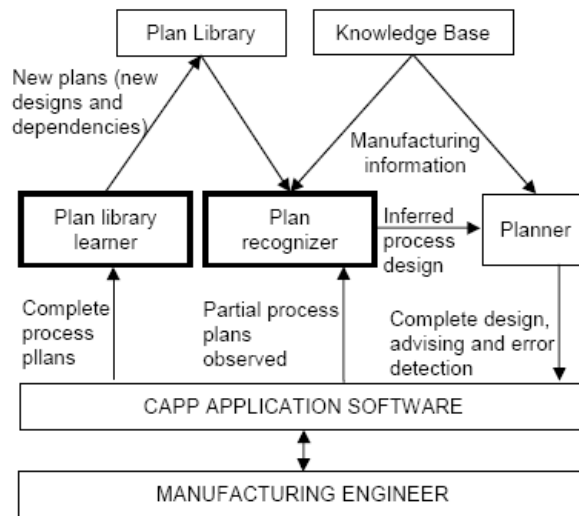 Plan Library
Knowledge Base
New plans (new
designs and
dependencies)
Manufacturing
information
Plan library
learner
Plan
recognizer
Inferred
process
design
Planner
Complete
process
pllans
Partial process
plans
observed
Complete design,
advising and error
detection
CAPP APPLICATION SOFTWARE
MANUFACTURING ENGINEER